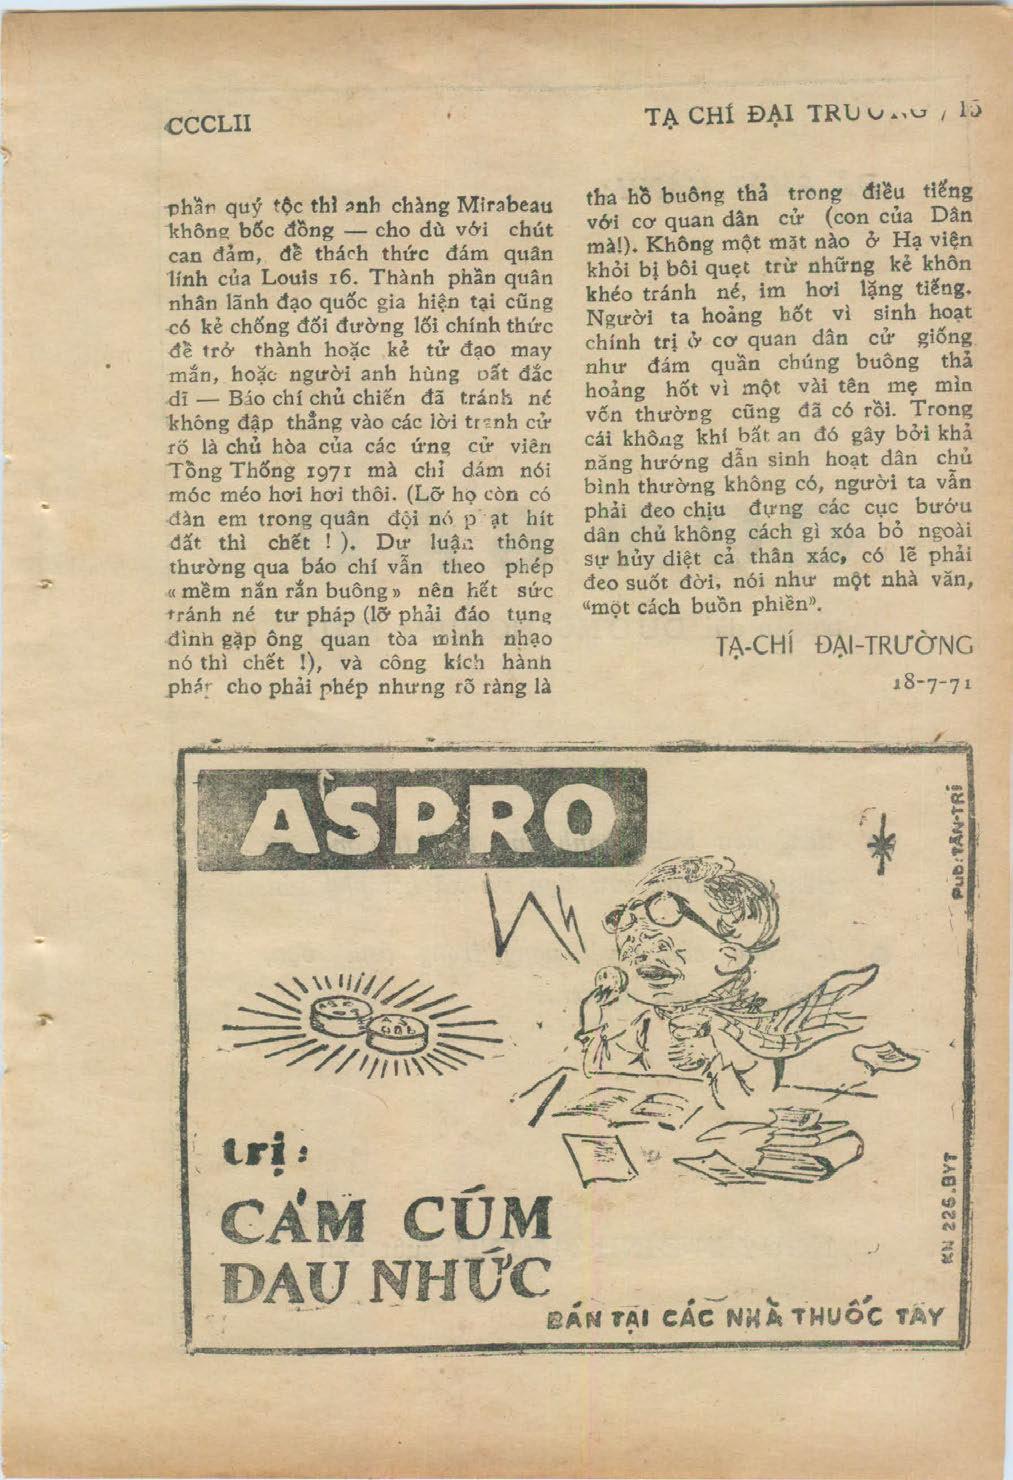 CCCLII
TẠ CHÍ ĐẠI / 15
phần quý tộc thì anh chàng Mirabeau
không bốc đồng — cho dù với chút
can đảm, để thách thức đám quân
lính của Louis 16. Thành phần quân
nhân lãnh đạo quốc gia hiện tại cũng
có kẻ chống đối đường lối chính thức
để trở thành hoặc kẻ tử đạo may
mắn, hoặc người anh hùng bất đắc
dĩ — Báo chí chủ chiến đã tránh né
không đập thẳng vào các lời tranh cử
rõ là chủ hòa của các ứng cử viên
Tổng Thống 1971 mà chỉ dám nói
móc méo hơi hơi thôi. (Lỡ họ còn có
đàn em trong quân đội nó hít
đất thì chết ! ). Dư luận thông
thường qua báo chí vẫn theo phép
« mềm nắn rắn buông » nên hết sức
tránh né tư pháp (lỡ phải đáo tụng
đình gặp ông quan tòa mình nhạo
nó thì chết !), và công kích hành
pháp cho phải phép nhưng rõ ràng là
tha hồ buông thả trong điều tiếng
với cơ quan dân cử (con của Dân
mà!). Không một mặt nào ở Hạ viện
khỏi bị bôi quẹt trừ những kẻ khôn
khéo tránh né, im hơi lặng tiếng.
Người ta hoảng hốt vì sinh hoạt
chính trị ở cơ quan dân cử giống
như đám quần chúng buông thả
hoảng hốt vì một vài tên mẹ mìn
vốn thường cũng đã có rồi. Trong
cái không khí bất an đó gây bởi khả
năng hướng dẫn sinh hoạt dân chủ
bình thường không có, người ta vẫn
phải đeo chịu đựng các cục bướu
dân chủ không cách gì xóa bỏ ngoài
sự hủy diệt cả thân xác, có lẽ phải
đeo suốt đời, nói như một nhà văn,
“một cách buồn phiền”.
TẠ-CHÍ ĐẠI-TRƯỜNG
18-7-71
ASPRO
Pub: TÂN-TRÍ
trị:
CẢM CÚM
ĐAU NHỨC
BÁN TẠI CÁC NHÀ THUỐC TÂY
KN 225.BYT